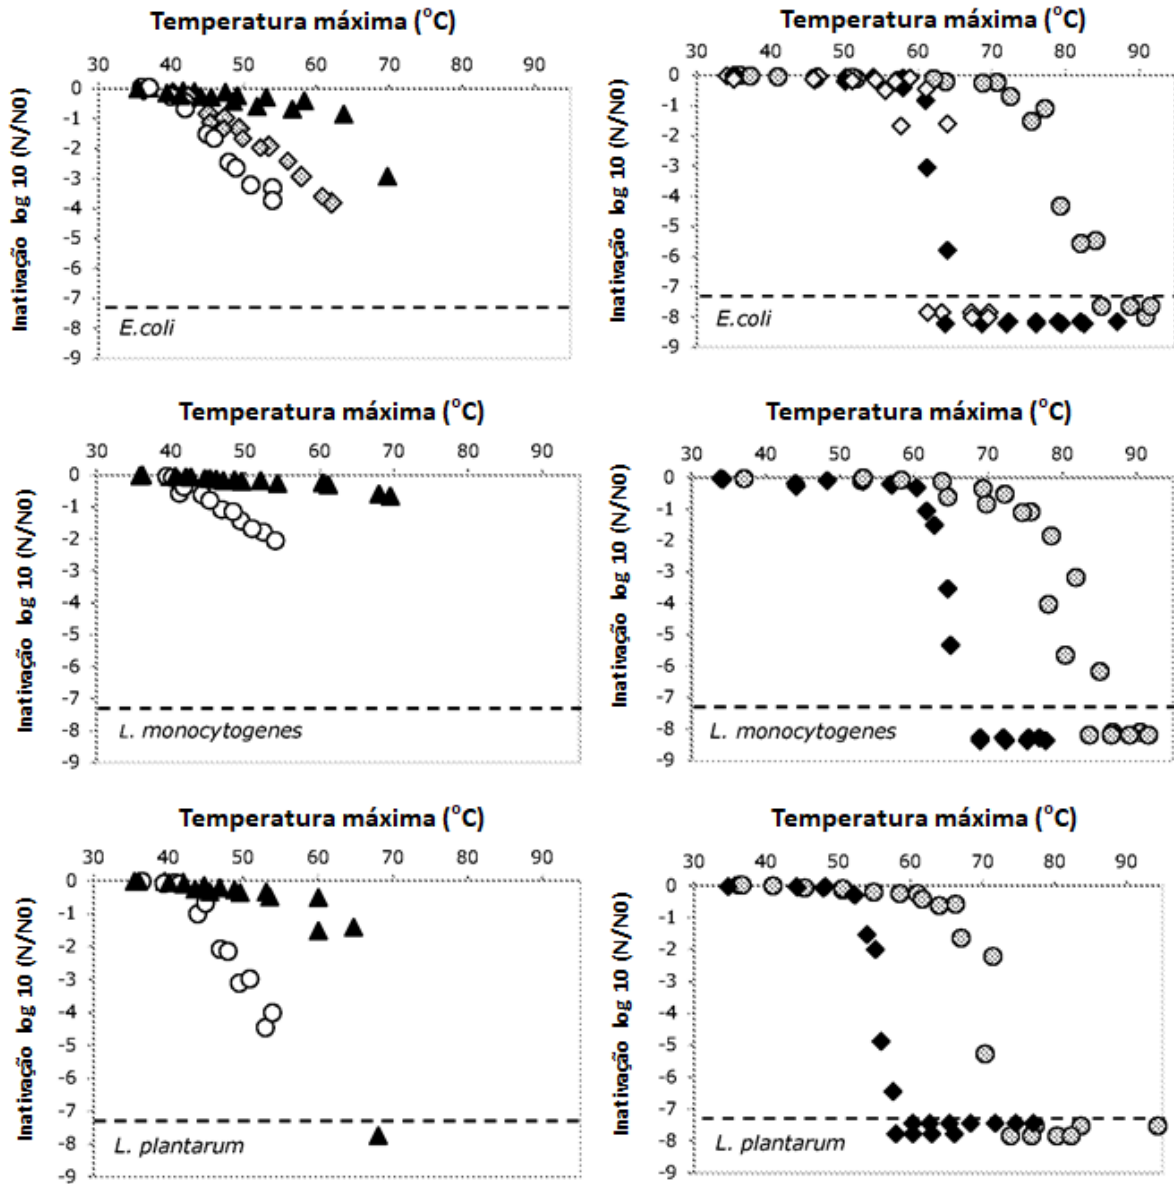 Temperatura máxima (°C)
30 40 50 60 70 80 90
Inativação log 10 (N/N0)
0
-1
-2
-3
-4
-5
-6
-7
-8
-9
E.coli
Temperatura máxima (°C)
30 40 50 60 70 80 90
Inativação log 10 (N/N0)
0
-1
-2
-3
-4
-5
-6
-7
-8
-9
E.coli
Temperatura máxima (°C)
30 40 50 60 70 80 90
Inativação log 10 (N/N0)
0
-1
-2
-3
-4
-5
-6
-7
-8
-9
L. monocytogenes
Temperatura máxima (°C)
30 40 50 60 70 80 90
Inativação log 10 (N/N0)
0
-1
-2
-3
-4
-5
-6
-7
-8
-9
L. monocytogenes
Temperatura máxima (°C)
30 40 50 60 70 80 90
Inativação log 10 (N/N0)
0
-1
-2
-3
-4
-5
-6
-7
-8
-9
L. plantarum
Temperatura máxima (°C)
30 40 50 60 70 80 90
Inativação log 10 (N/N0)
0
-1
-2
-3
-4
-5
-6
-7
-8
-9
L. plantarum